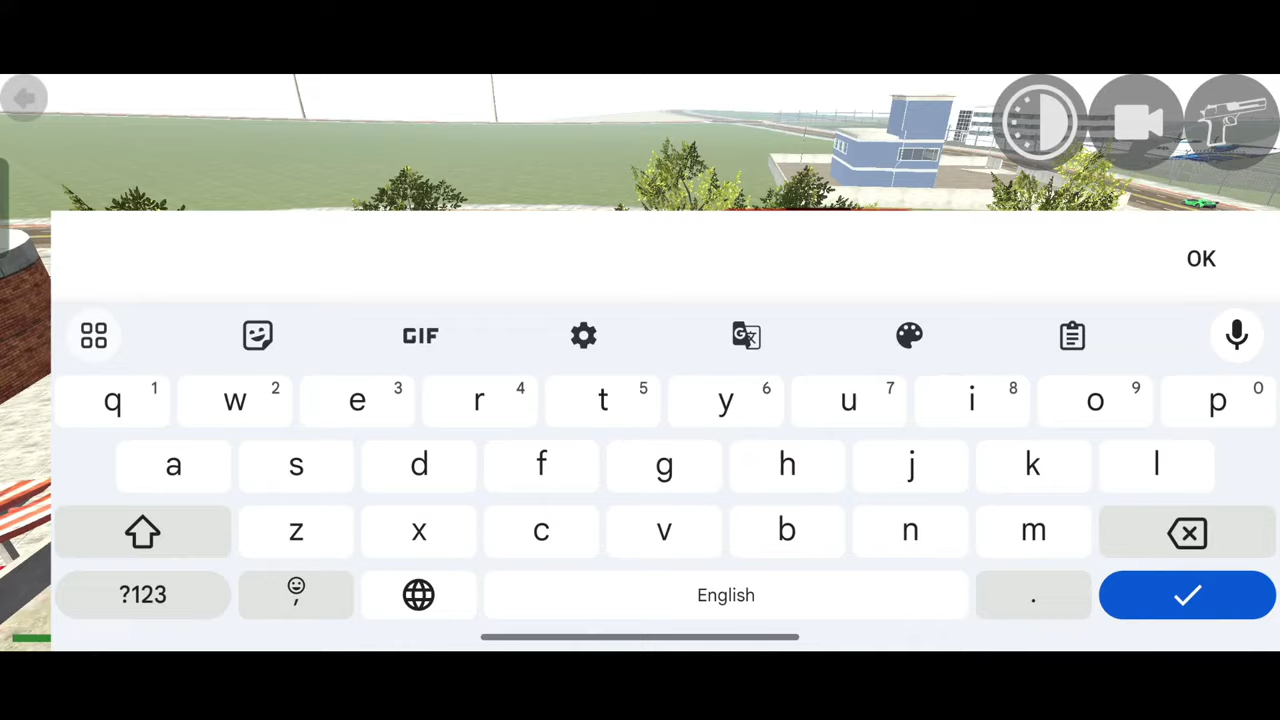 OK
GIF
q 1 w 2 e 3 r 4 t 5 y 6 u 7 i 8 o 9 p 0
a s d f g h j k l
z x c v b n m
?123 , English .